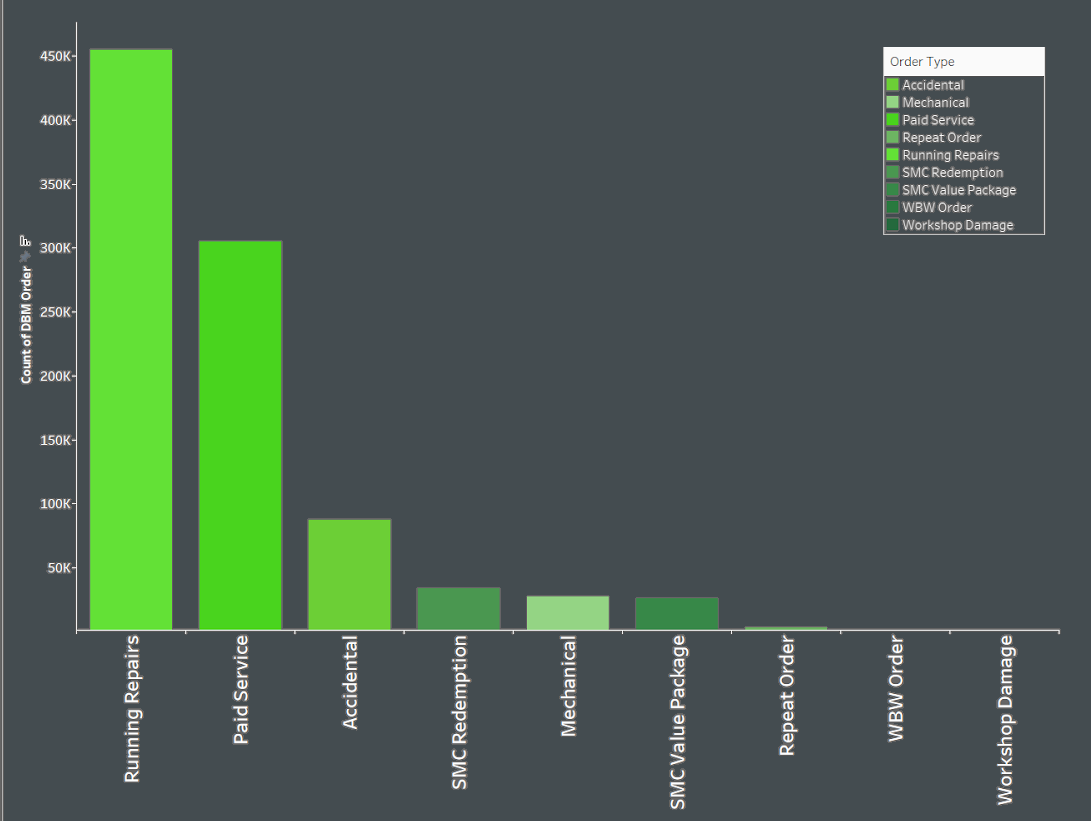 450K
400K
350K
300K
250K
200K
150K
100K
50K
Count of DBM Order
Running Repairs
Paid Service
Accidental
SMC Redemption
Mechanical
SMC Value Package
Repeat Order
WBW Order
Workshop Damage
Order Type
Accidental
Mechanical
Paid Service
Repeat Order
Running Repairs
SMC Redemption
SMC Value Package
WBW Order
Workshop Damage